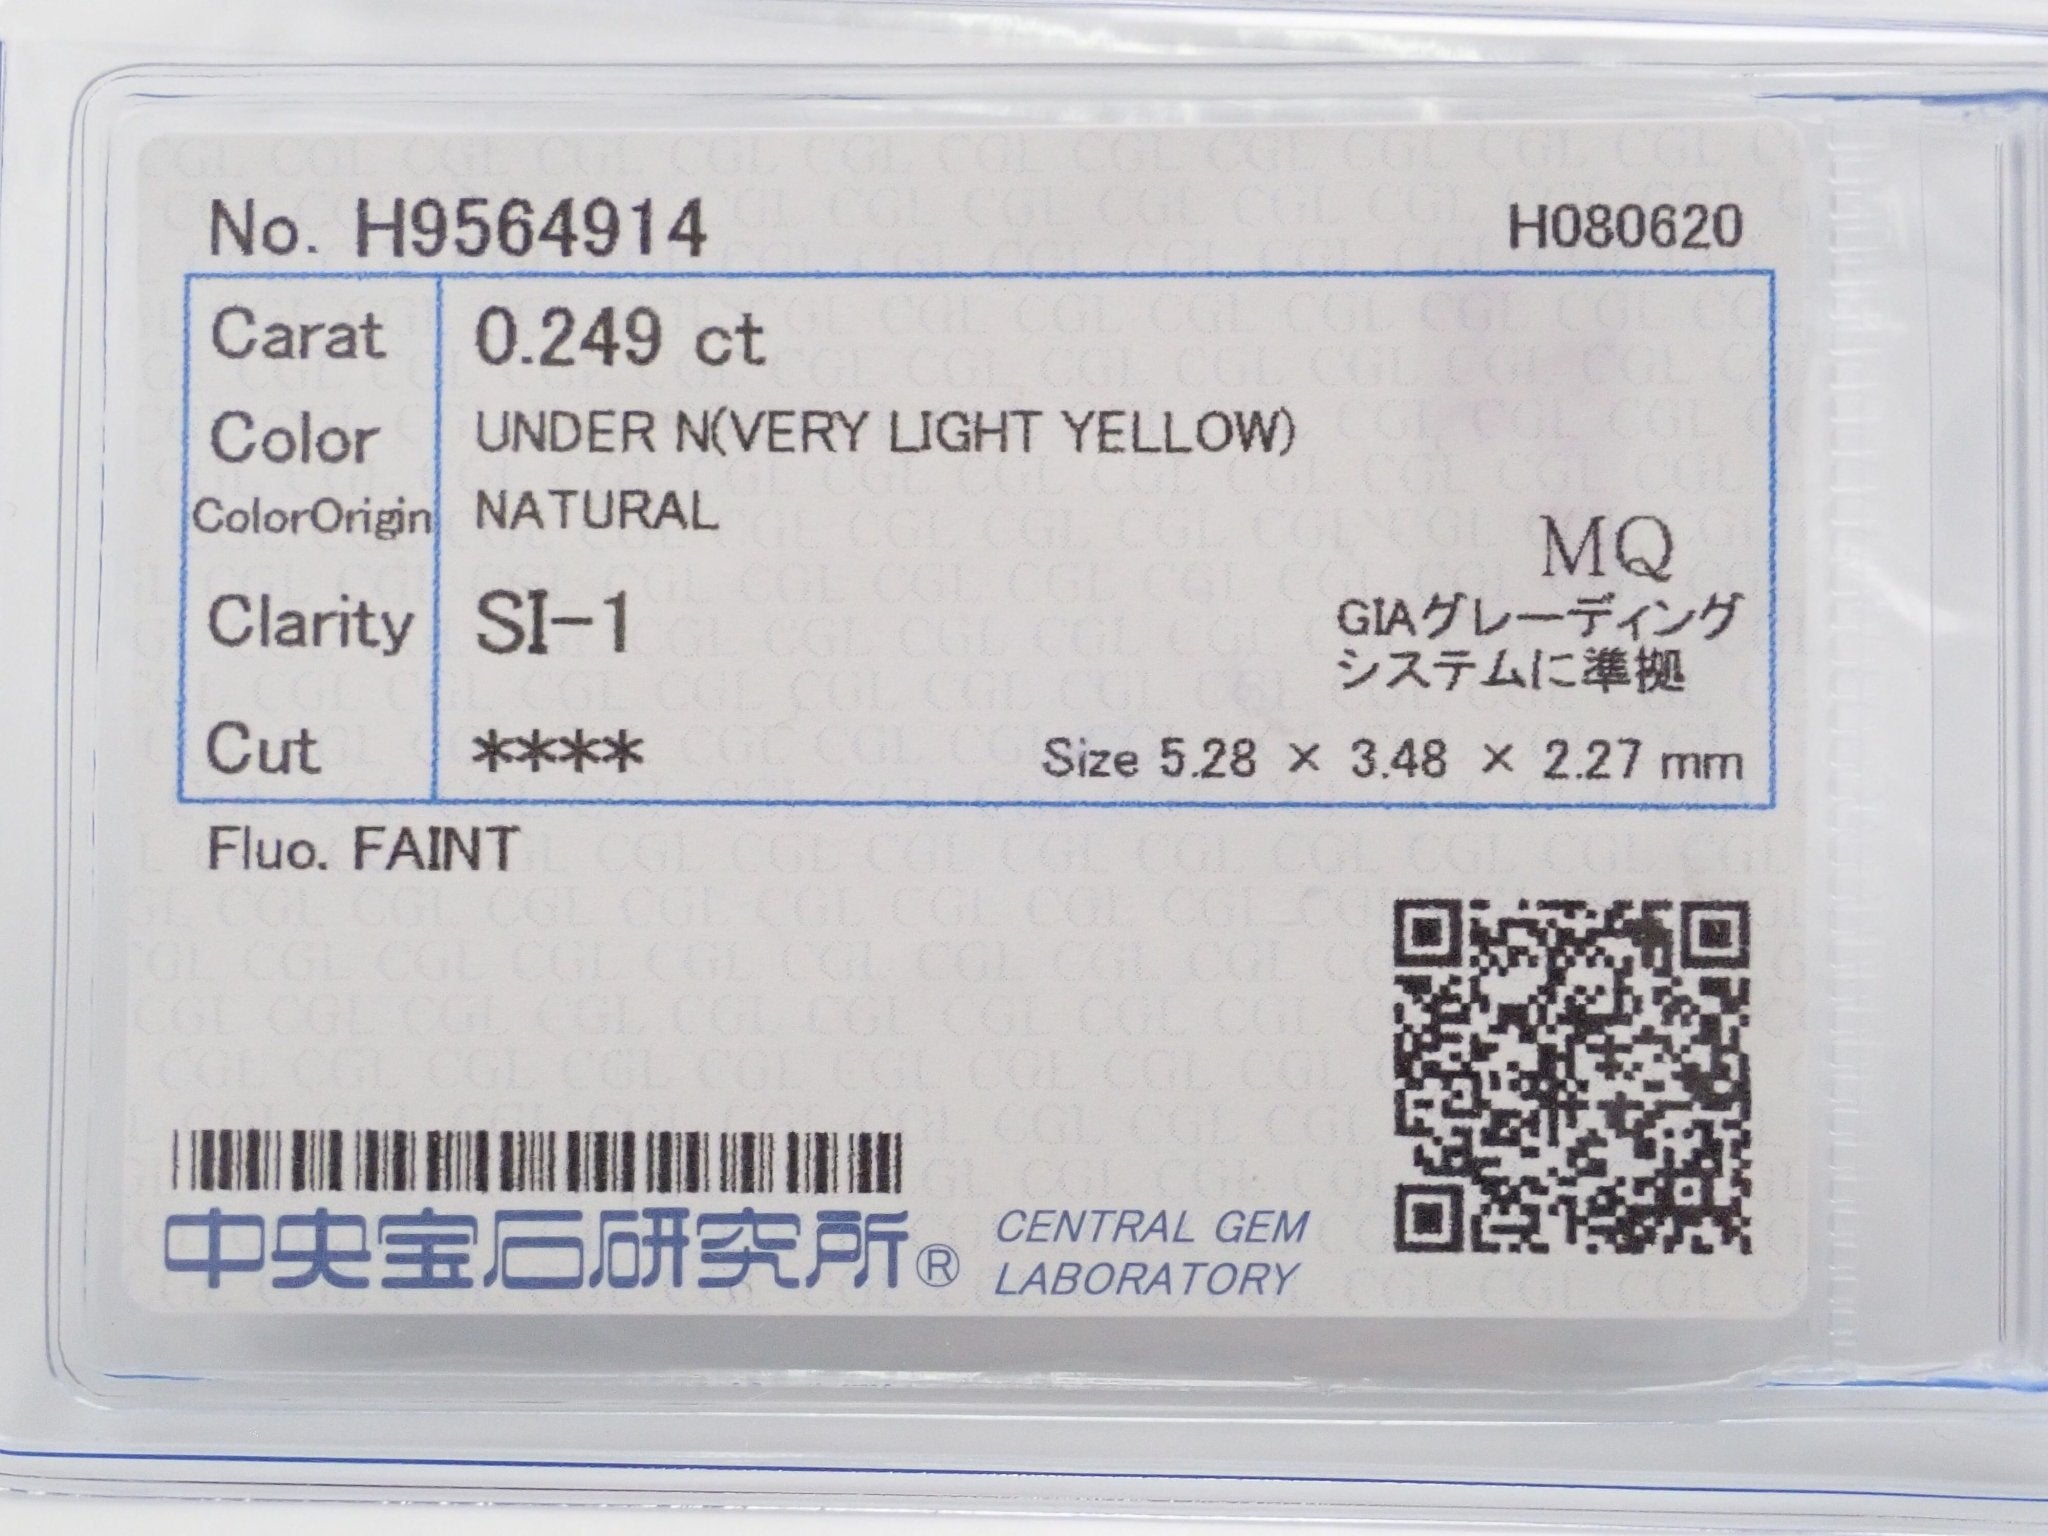 No. H9564914 H080620
Carat 0.249 ct
Color UNDER N(VERY LIGHT YELLOW)
ColorOrigin NATURAL
MQ
Clarity SI-1
GIAグレーディング
システムに準拠
Cut **** Size 5.28 × 3.48 × 2.27 mm
Fluo. FAINT
中央宝石研究所® CENTRAL GEM
LABORATORY